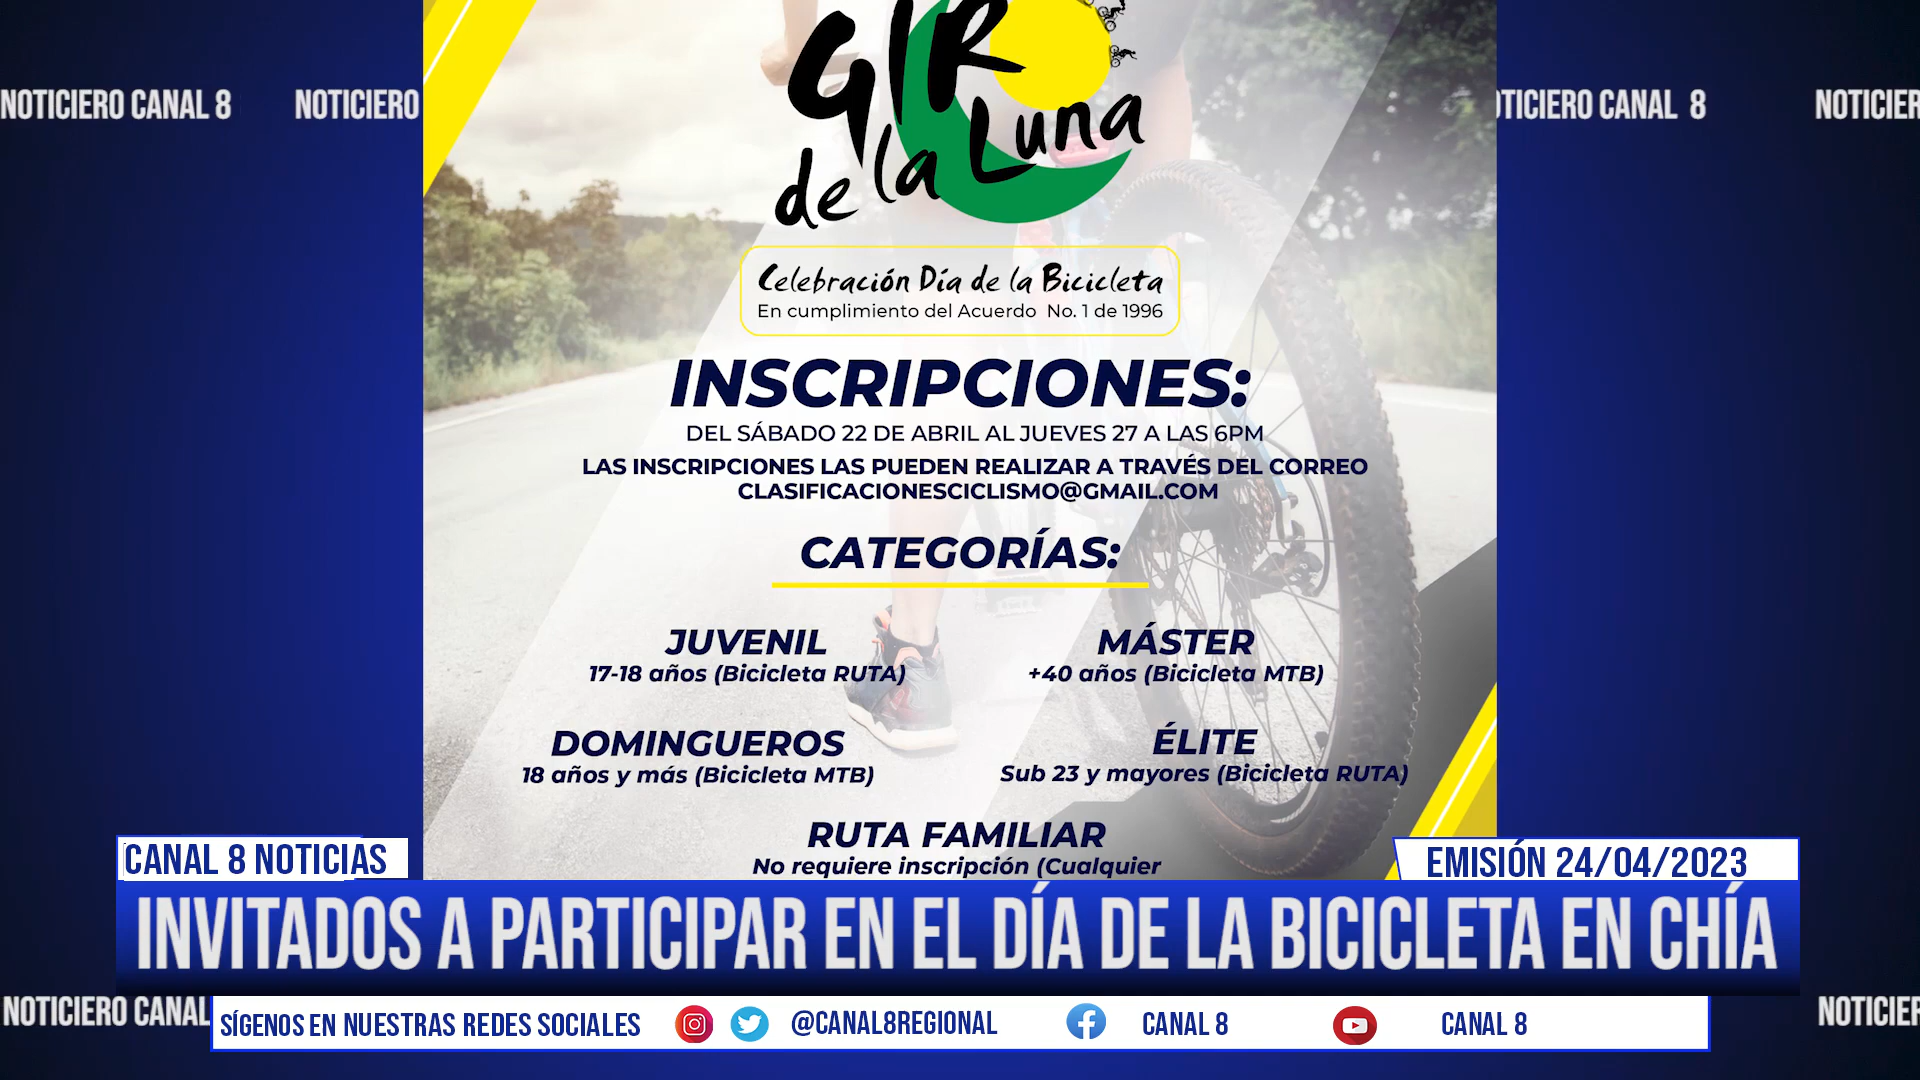 NOTICIERO CANAL 8
NOTICIERO
CANAL 8
GIR
de la Luna
Celebración Día de la Bicicleta
En cumplimiento del Acuerdo No. 1 de 1996
INSCRIPCIONES:
DEL SÁBADO 22 DE ABRIL AL JUEVES 27 A LAS 6PM
LAS INSCRIPCIONES LAS PUEDEN REALIZAR A TRAVÉS DEL CORREO
CLASIFICACIONESCICLISMO@GMAIL.COM
CATEGORÍAS:
JUVENIL
17-18 años (Bicicleta RUTA)
MÁSTER
+40 años (Bicicleta MTB)
DOMINGUEROS
18 años y más (Bicicleta MTB)
ÉLITE
Sub 23 y mayores (Bicicleta RUTA)
RUTA FAMILIAR
No requiere inscripción (Cualquier
CANAL 8 NOTICIAS
EMISIÓN 24/04/2023
INVITADOS A PARTICIPAR EN EL DÍA DE LA BICICLETA EN CHÍA
NOTICIERO CANAL
SÍGENOS EN NUESTRAS REDES SOCIALES
@CANAL8REGIONAL
CANAL 8
CANAL 8